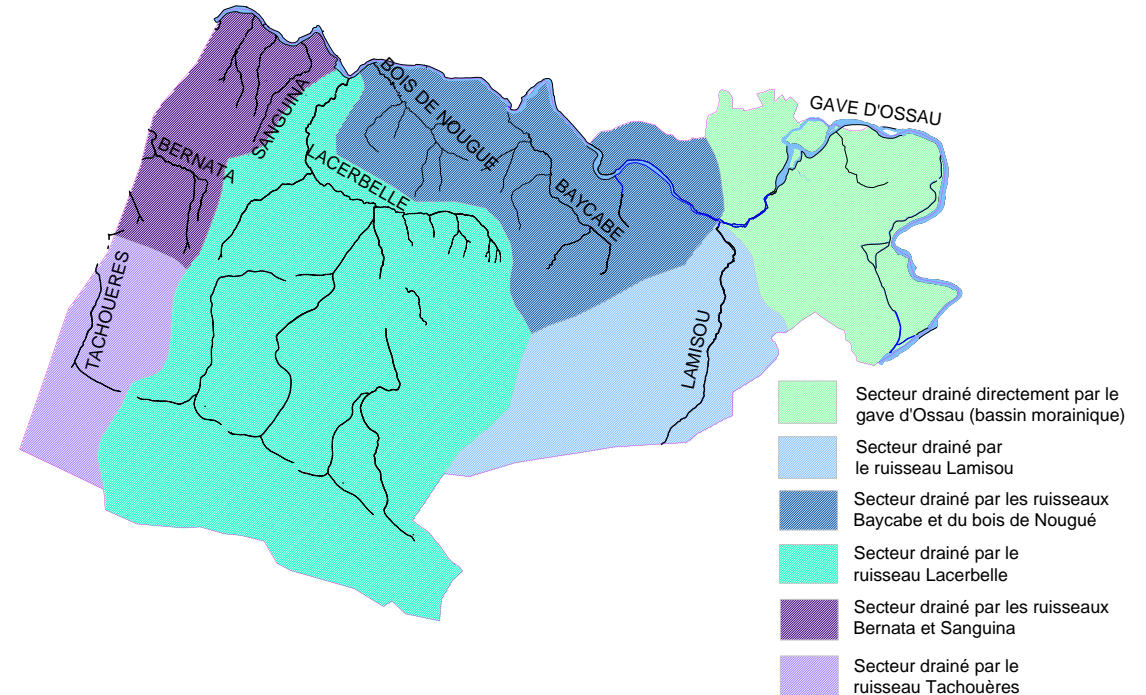 BOIS DE NOUGUE
GAVE D'OSSAU
SANGUINA
BERNATA
LACERBELLE
BAYCABE
TACHOUERES
LAMISOU
Secteur drainé directement par le
gave d'Ossau (bassin morainique)
Secteur drainé par
le ruisseau Lamisou
Secteur drainé par les ruisseaux
Baycabe et du bois de Nougué
Secteur drainé par le
ruisseau Lacerbelle
Secteur drainé par les ruisseaux
Bernata et Sanguina
Secteur drainé par le
ruisseau Tachouères